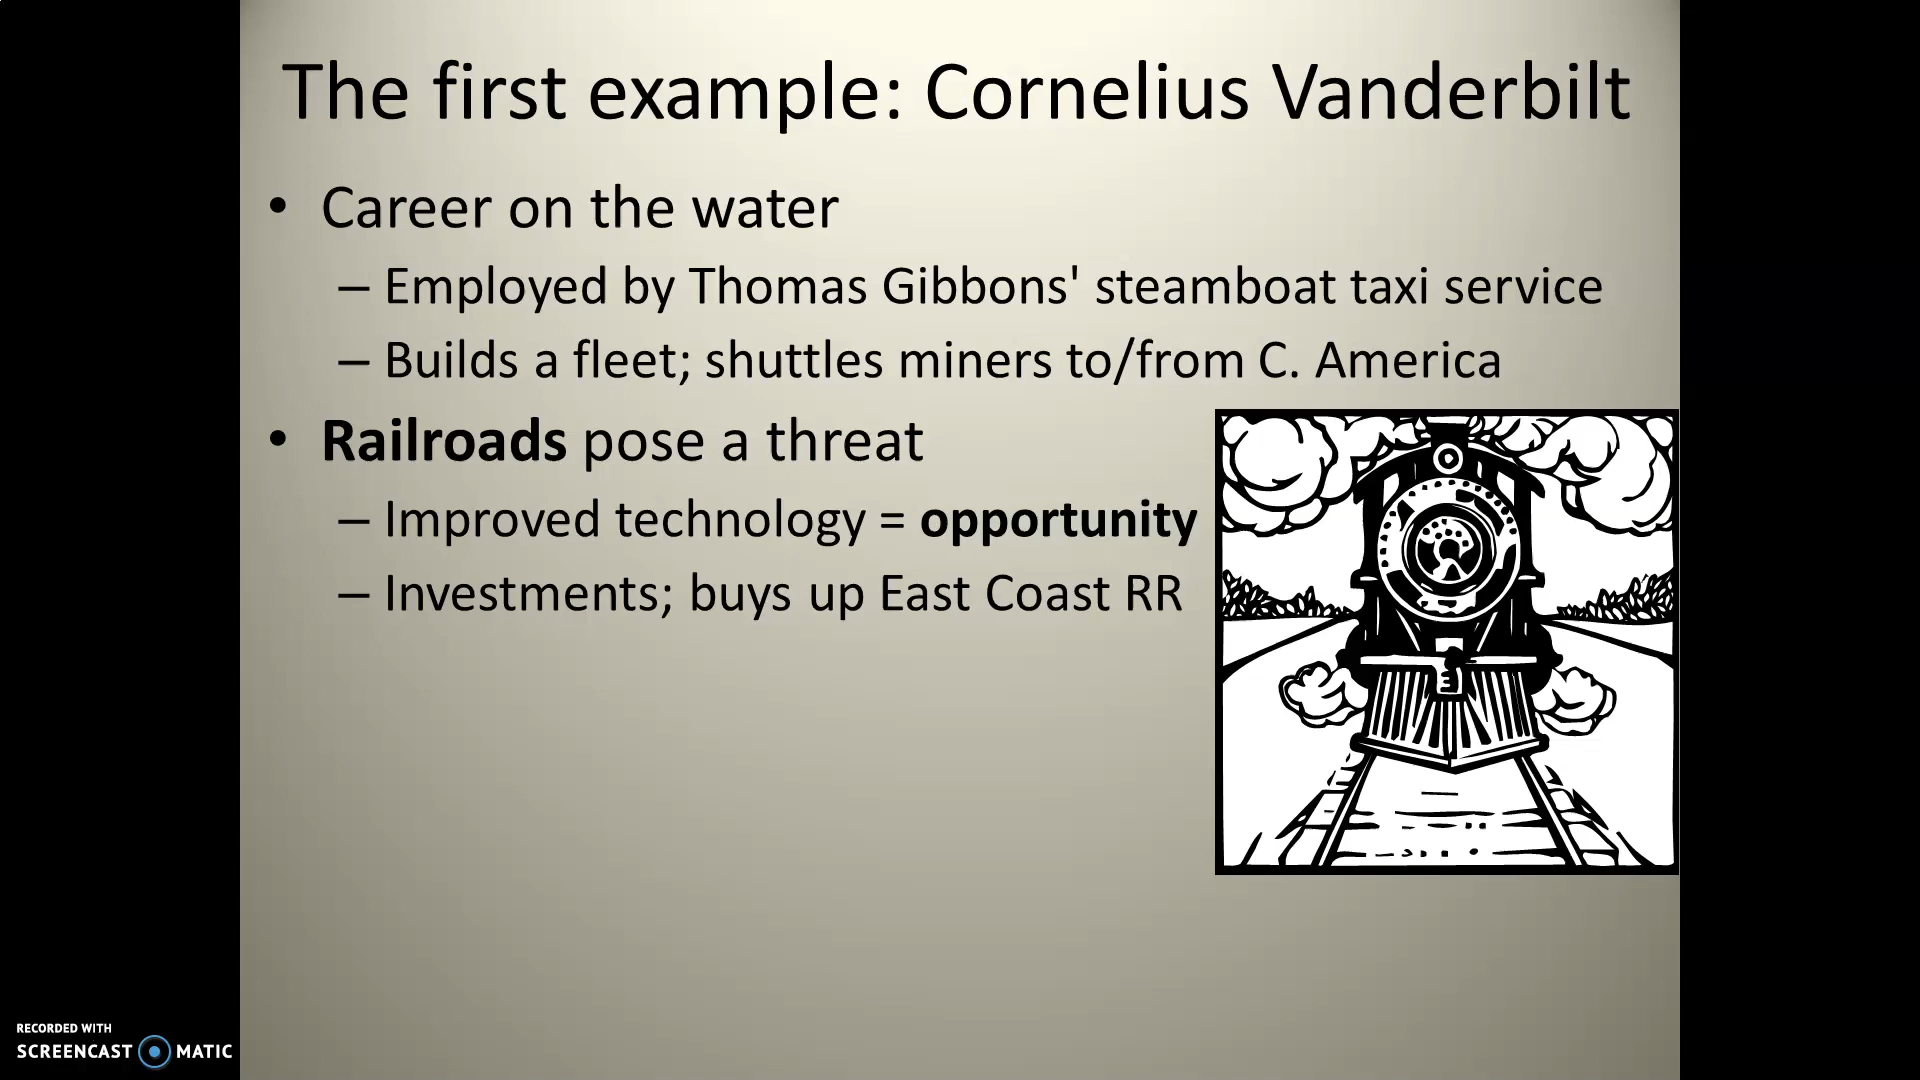 The first example: Cornelius Vanderbilt
• Career on the water
– Employed by Thomas Gibbons' steamboat taxi service
– Builds a fleet; shuttles miners to/from C. America
• Railroads pose a threat
– Improved technology = opportunity
– Investments; buys up East Coast RR
RECORDED WITH
SCREENCAST MATIC